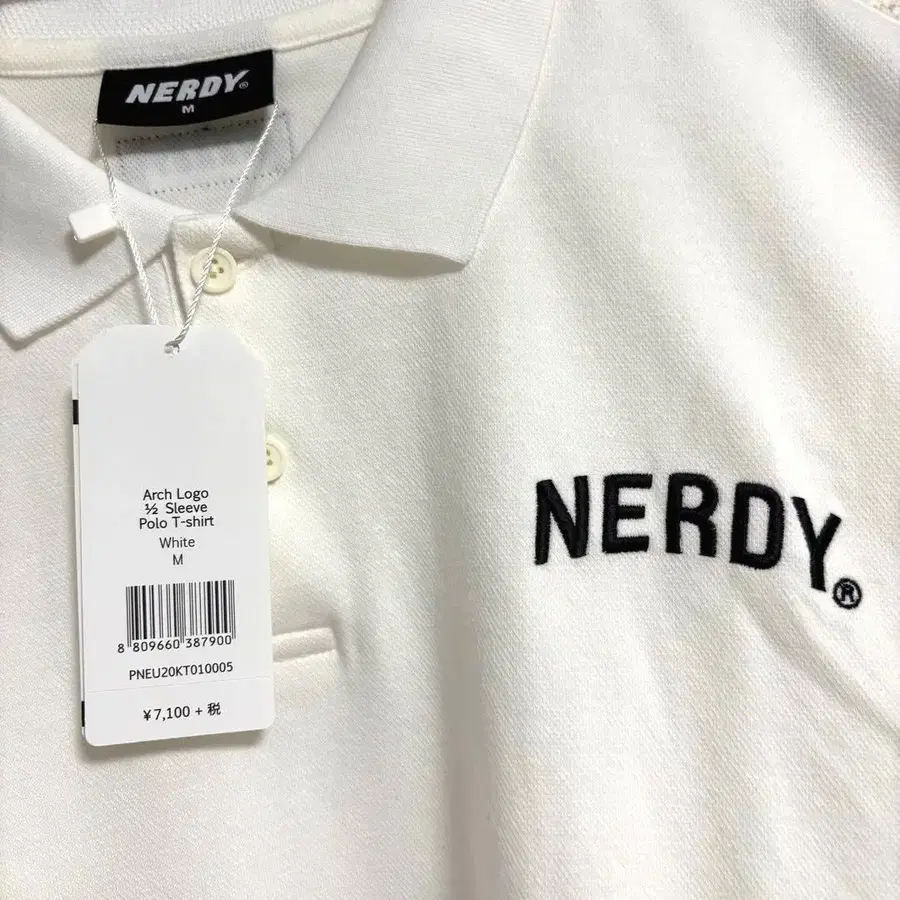 NERDY®
M
Arch Logo
½ Sleeve
Polo T-shirt
White
M
8 809660 387900
PNEU20KT010005
¥7,100 + 税
NERDY®